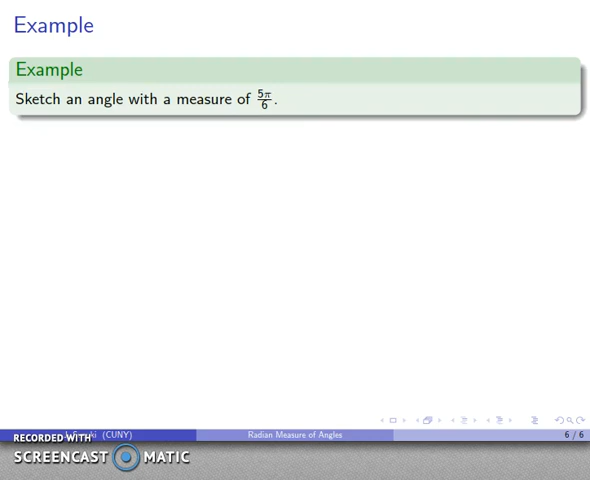 Example
Example
Sketch an angle with a measure of 5π/6.
(CUNY) Radian Measure of Angles 6 / 6
RECORDED WITH
SCREENCAST MATIC